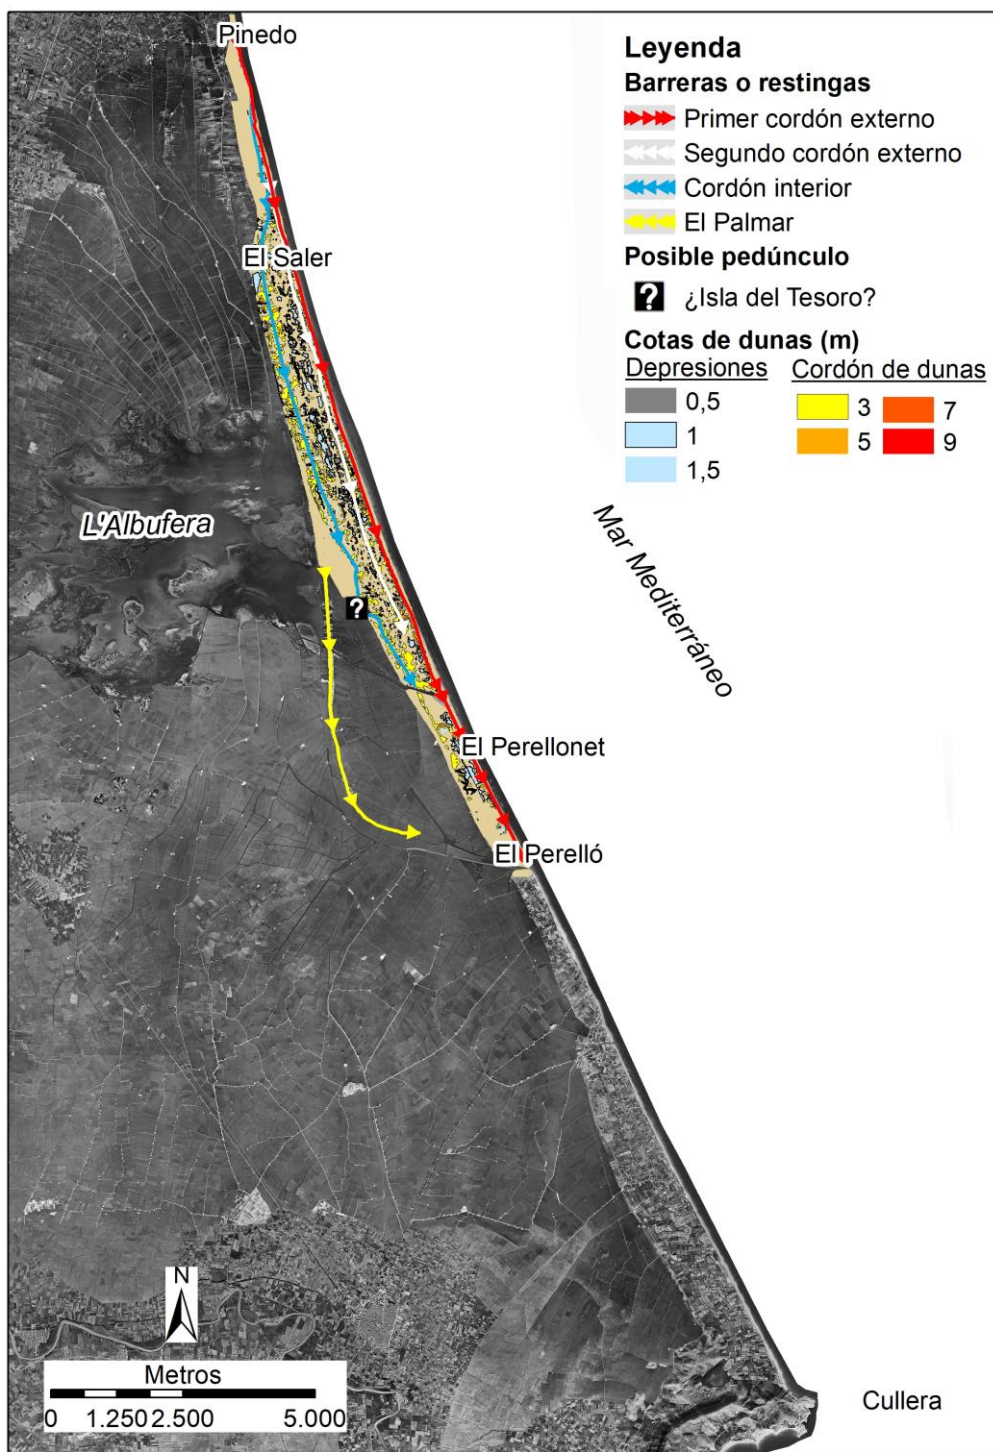 Pinedo
Leyenda
Barreras o restingas
Primer cordón externo
Segundo cordón externo
Cordón interior
El Palmar
Posible pedúnculo
? ¿Isla del Tesoro?
Cotas de dunas (m)
Depresiones Cordón de dunas
0,5 3 7
1 5 9
1,5
El Saler
L'Albufera
Mar Mediterráneo
?
El Perellonet
El Perelló
N
Metros
0 1.250 2.500 5.000
Cullera